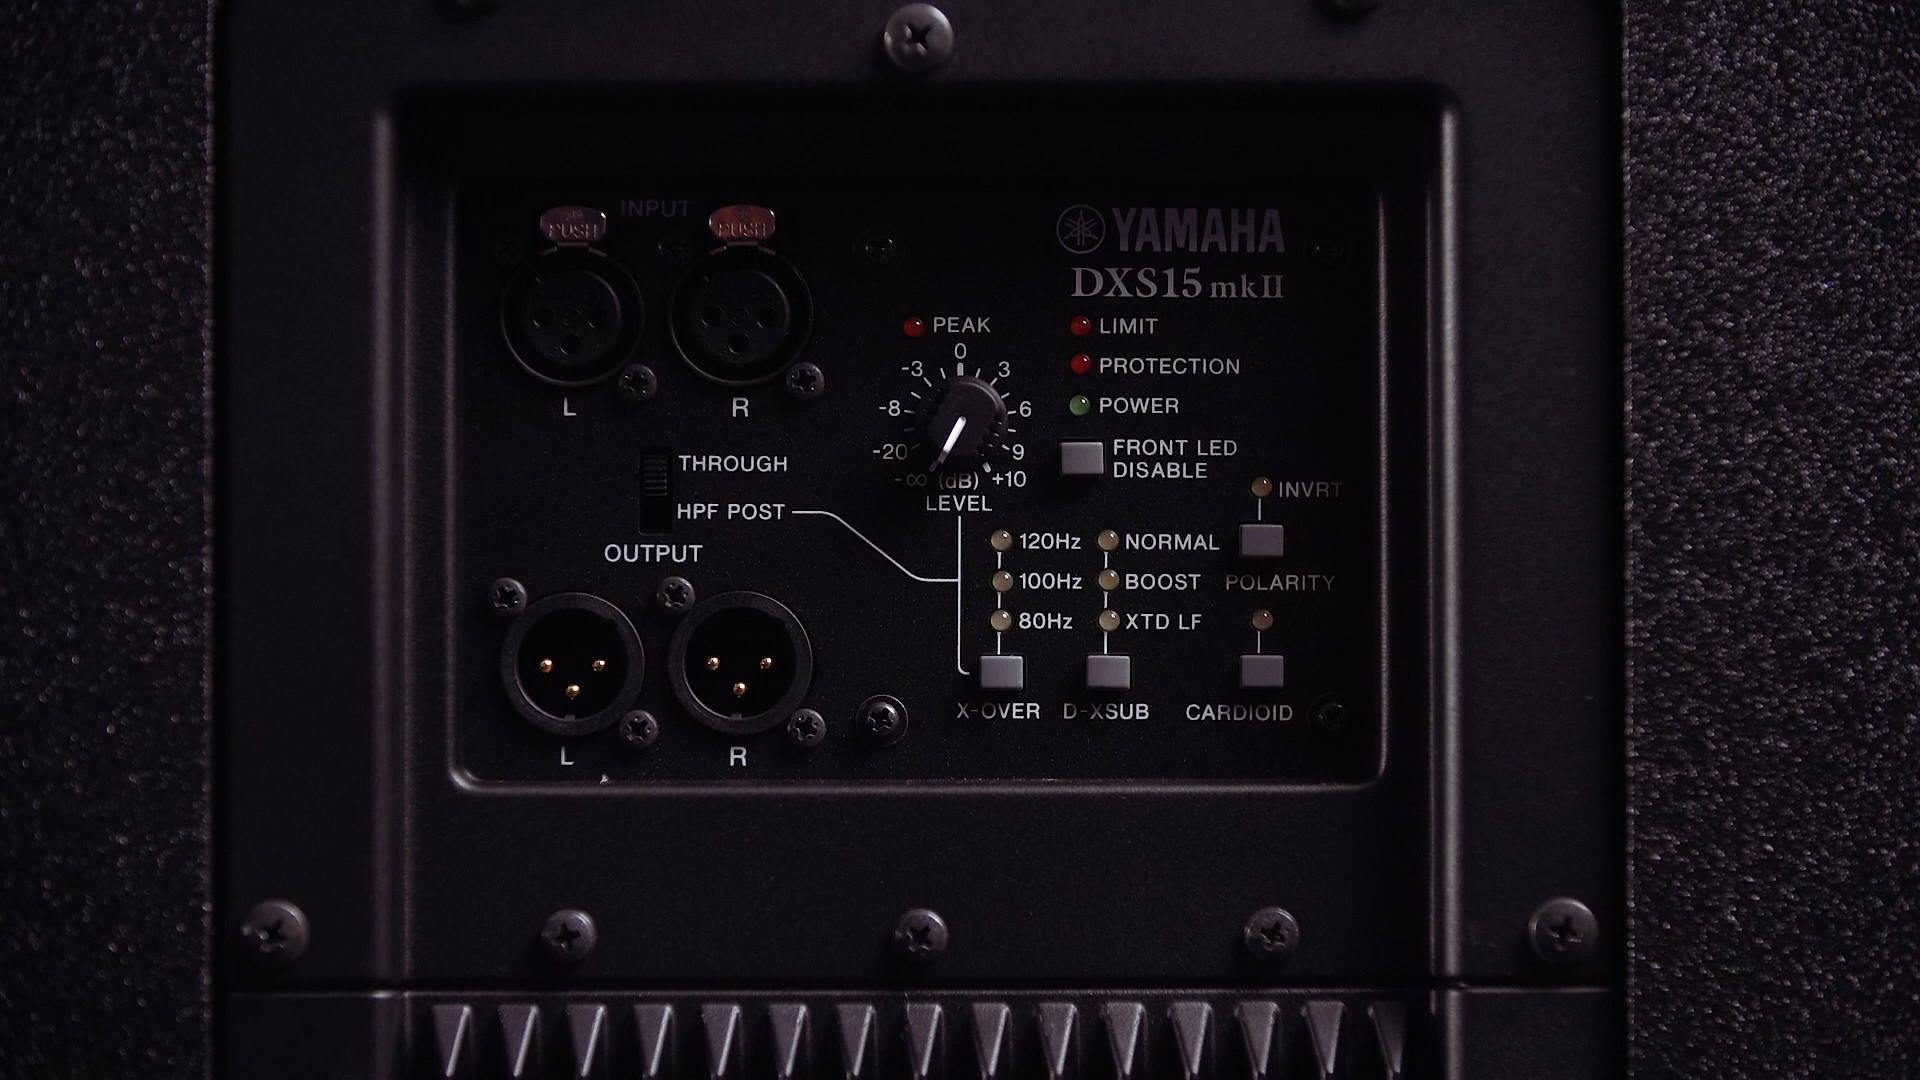 INPUT
PUSH
PUSH
L
R
THROUGH
HPF POST
OUTPUT
L
R
PEAK
0
-3
3
-8
6
-20
9
-∞
(dB)
+10
LEVEL
YAMAHA
DXS15 mkII
LIMIT
PROTECTION
POWER
FRONT LED
DISABLE
INVRT
POLARITY
120Hz
100Hz
80Hz
X-OVER
NORMAL
BOOST
XTD LF
D-XSUB
CARDIOID